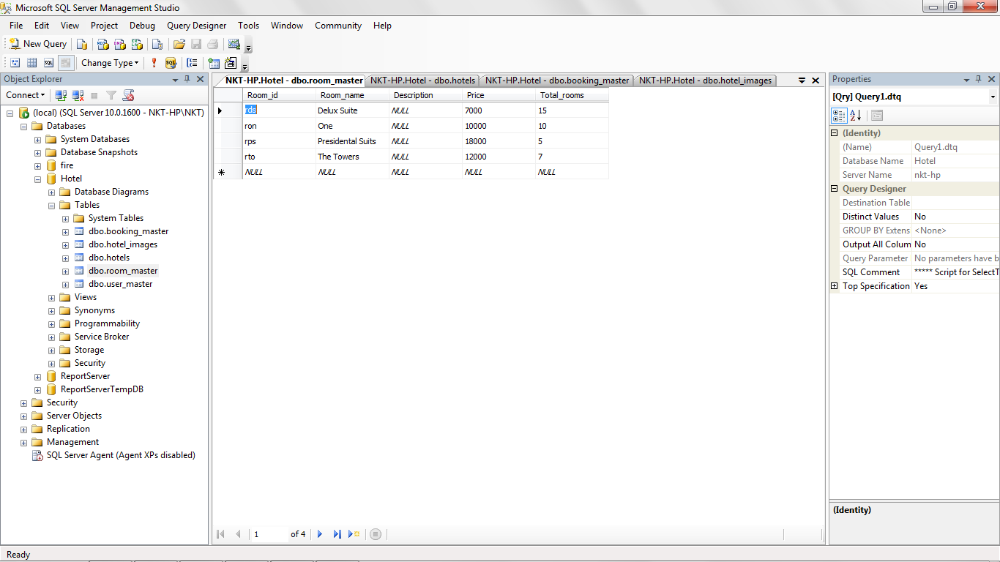 Microsoft SQL Server Management Studio
File Edit View Project Debug Query Designer Tools Window Community Help
New Query
Change Type
Object Explorer
Connect
(local) (SQL Server 10.0.1600 - NKT-HP\NKT)
Databases
System Databases
Database Snapshots
fire
Hotel
Database Diagrams
Tables
System Tables
dbo.booking_master
dbo.hotel_images
dbo.hotels
dbo.room_master
dbo.user_master
Views
Synonyms
Programmability
Service Broker
Storage
Security
ReportServer
ReportServerTempDB
Security
Server Objects
Replication
Management
SQL Server Agent (Agent XPs disabled)
NKT-HP.Hotel - dbo.room_master NKT-HP.Hotel - dbo.hotels NKT-HP.Hotel - dbo.booking_master NKT-HP.Hotel - dbo.hotel_images
Room_id Room_name Description Price Total_rooms
rds Delux Suite NULL 7000 15
ron One NULL 10000 10
rps Presidental Suits NULL 18000 5
rto The Towers NULL 12000 7
NULL NULL NULL NULL NULL
1 of 4
Properties
[Qry] Query1.dtq
(Identity)
(Name) Query1.dtq
Database Name Hotel
Server Name nkt-hp
Query Designer
Destination Table
Distinct Values No
GROUP BY Extens <None>
Output All Colum No
Query Parameter No parameters have b
SQL Comment ***** Script for SelectT
Top Specification Yes
(Identity)
Ready